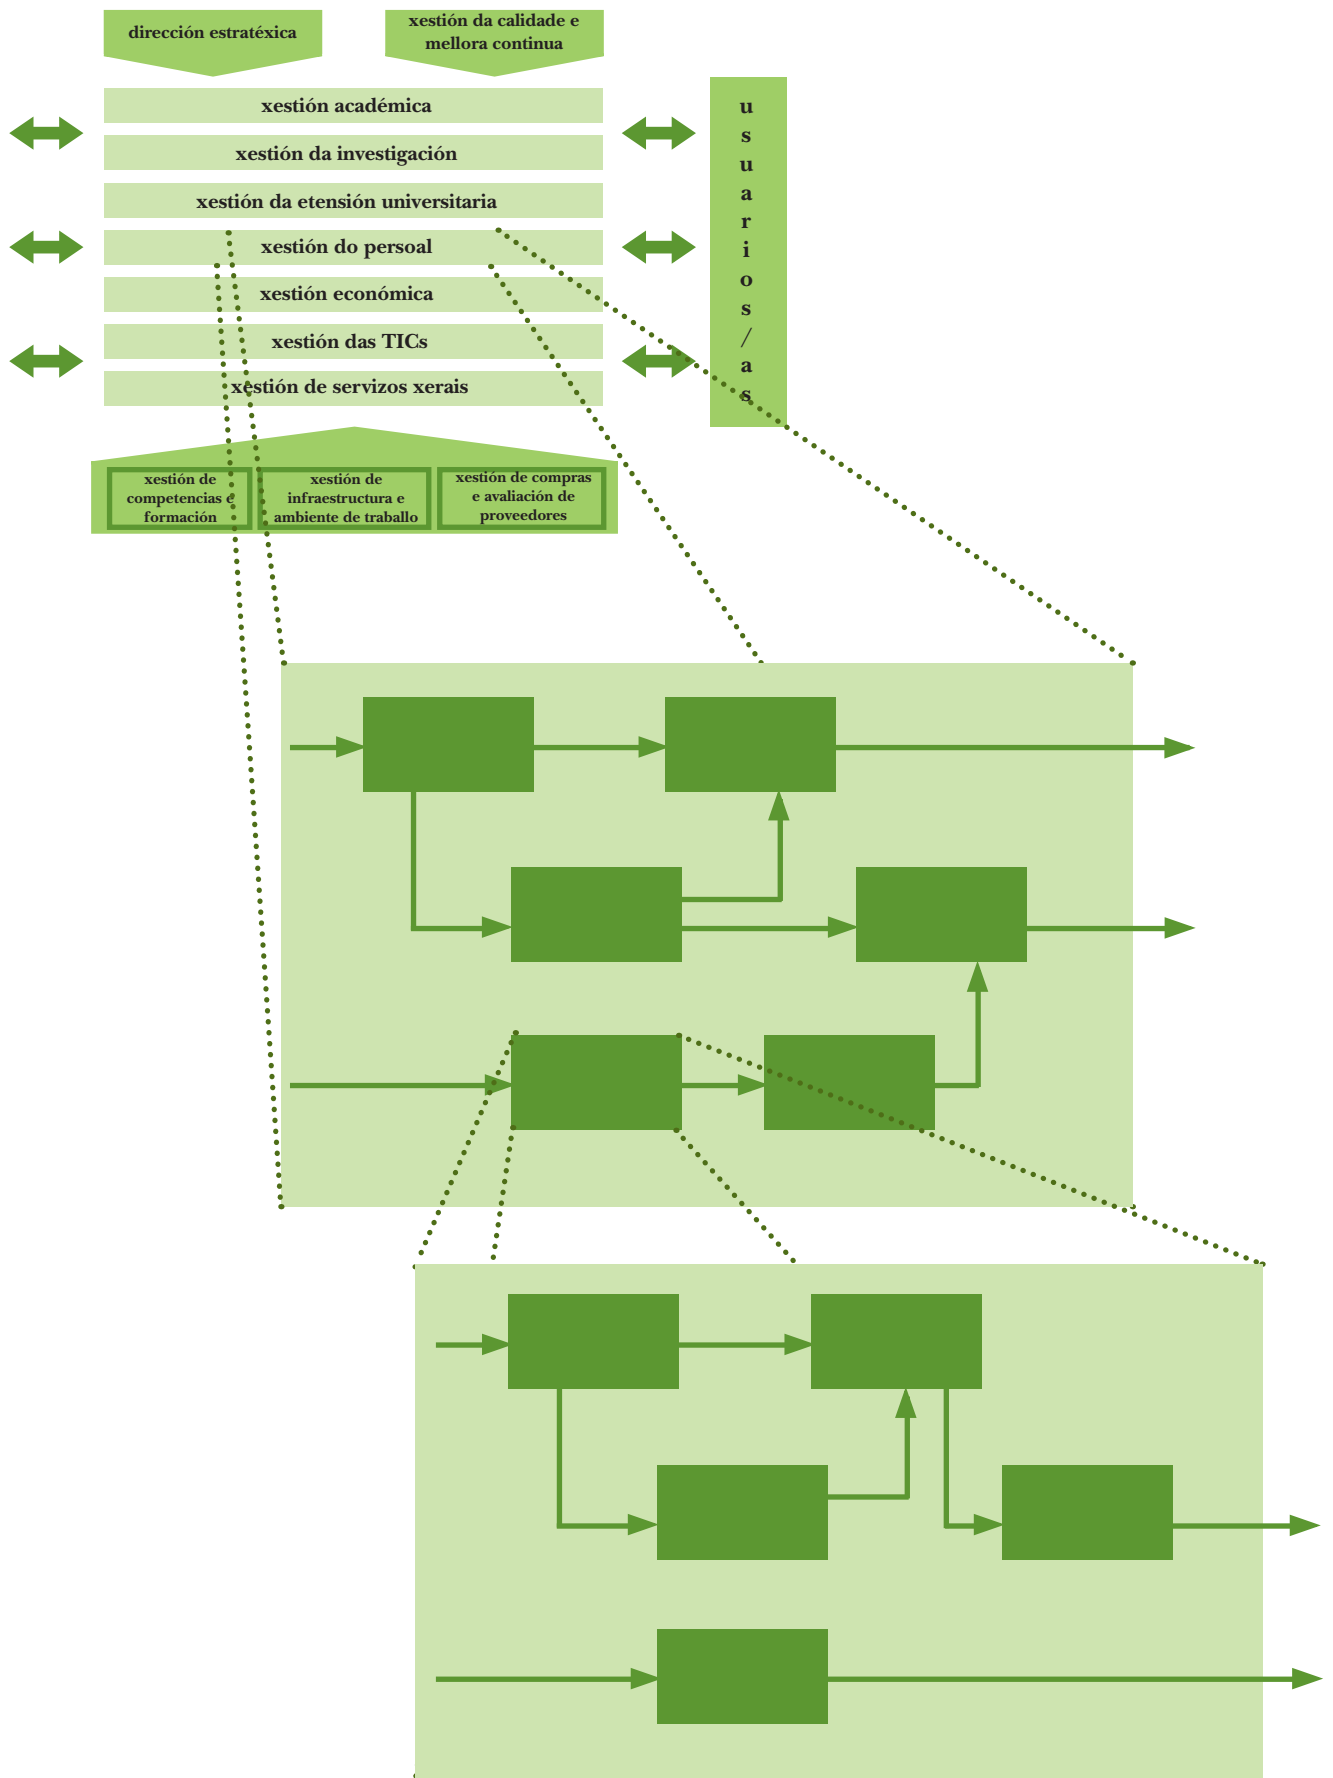 dirección estratéxica
xestión da calidade e
mellora continua
xestión académica
xestión da investigación
xestión da etensión universitaria
xestión do persoal
xestión económica
xestión das TICs
xestión de servizos xerais
u
s
u
a
r
i
o
s
/
a
s
xestión de
competencias e
formación
xestión de
infraestructura e
ambiente de traballo
xestión de compras
e avaliación de
proveedores